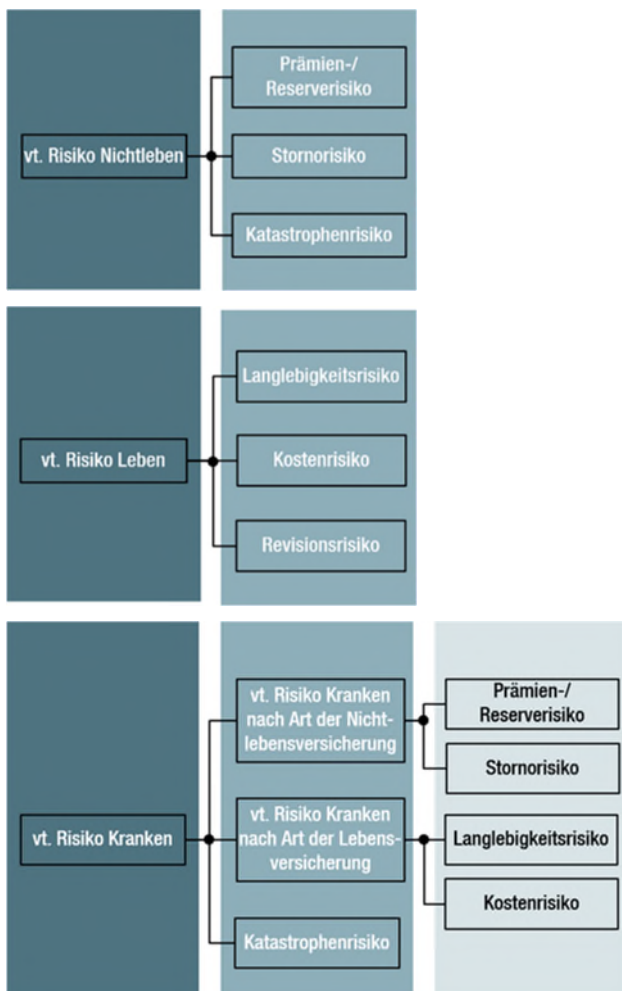 vt. Risiko Nichtleben
Prämien-/
Reserverisiko
Stornorisiko
Katastrophenrisiko
vt. Risiko Leben
Langlebigkeitsrisiko
Kostenrisiko
Revisionsrisiko
vt. Risiko Kranken
vt. Risiko Kranken
nach Art der Nicht-
lebensversicherung
Prämien-/
Reserverisiko
Stornorisiko
vt. Risiko Kranken
nach Art der Lebens-
versicherung
Langlebigkeitsrisiko
Kostenrisiko
Katastrophenrisiko